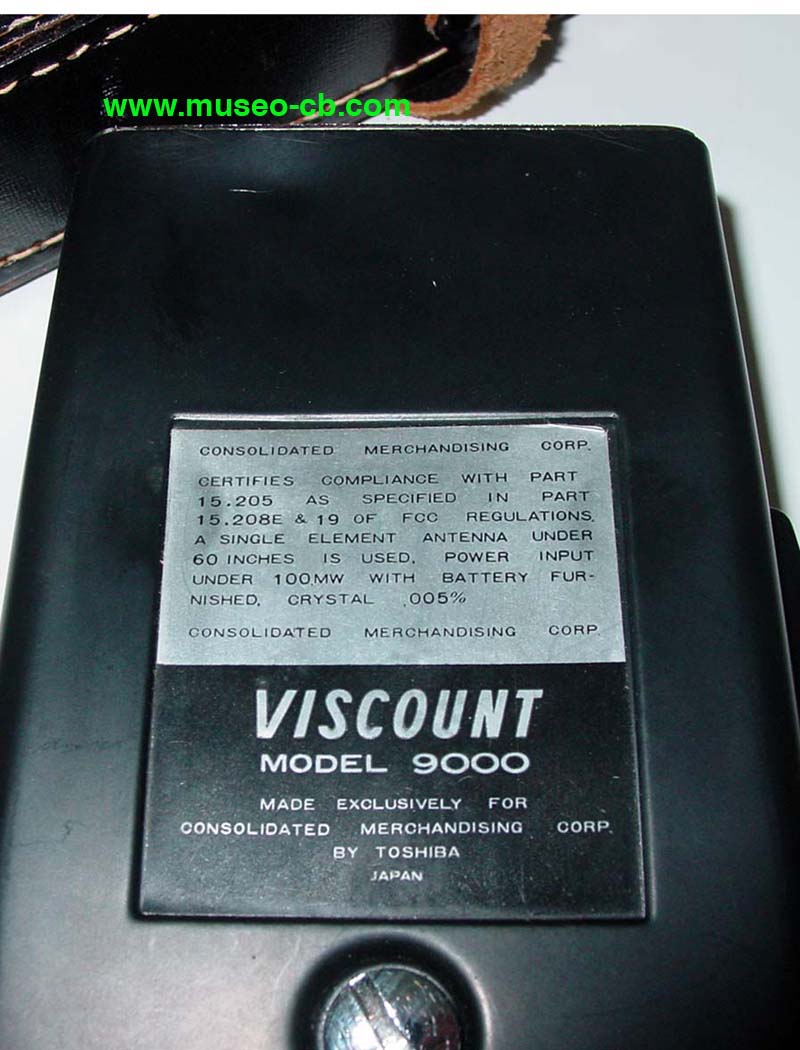 www.museo-cb.com
CONSOLIDATED MERCHANDISING CORP.
CERTIFIES COMPLIANCE WITH PART
15.205 AS SPECIFIED IN PART
15.208E & 19 OF FCC REGULATIONS.
A SINGLE ELEMENT ANTENNA UNDER
60 INCHES IS USED, POWER INPUT
UNDER 100.MW WITH BATTERY FUR-
NISHED, CRYSTAL .005%
CONSOLIDATED MERCHANDISING CORP.
VISCOUNT
MODEL 9000
MADE EXCLUSIVELY FOR
CONSOLIDATED MERCHANDISING CORP.
BY TOSHIBA
JAPAN